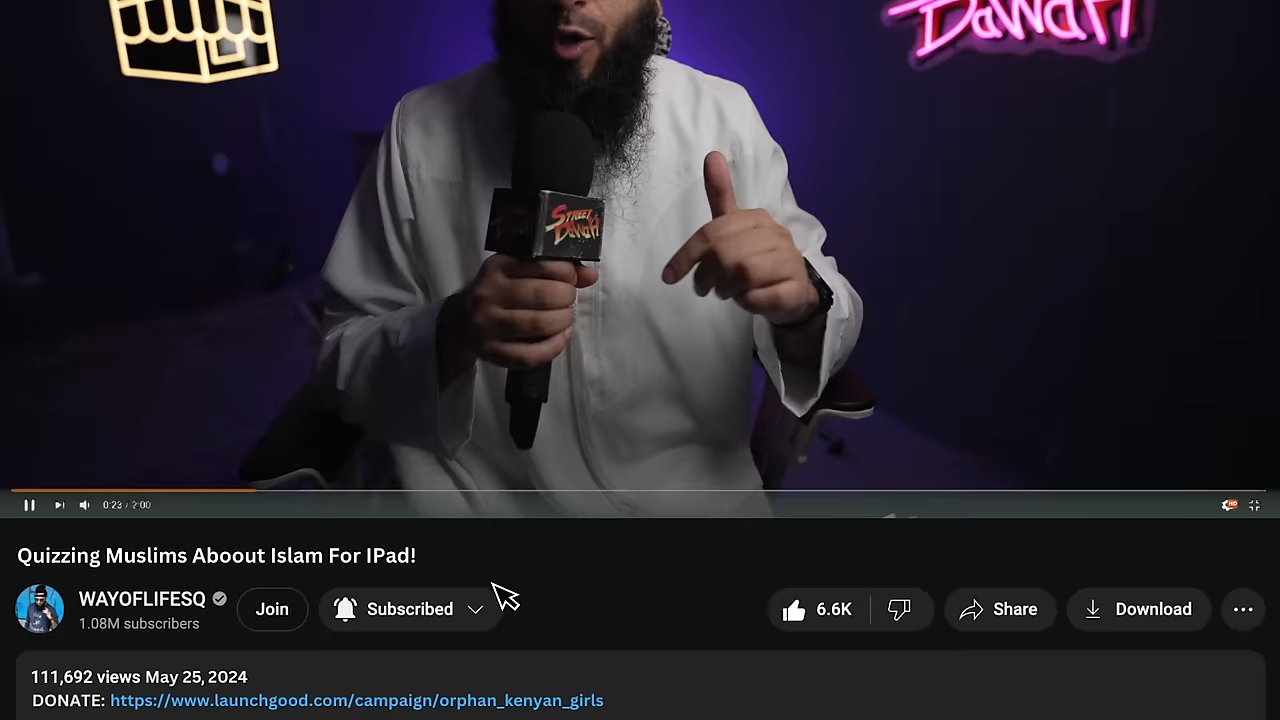 DaWaH
STREET
DaWaH
0:23 / 2:00
HD
Quizzing Muslims Aboout Islam For IPad!
WAYOFLIFESQ
1.08M subscribers
Join
Subscribed
6.6K
Share
Download
111,692 views May 25, 2024
DONATE: https://www.launchgood.com/campaign/orphan_kenyan_girls